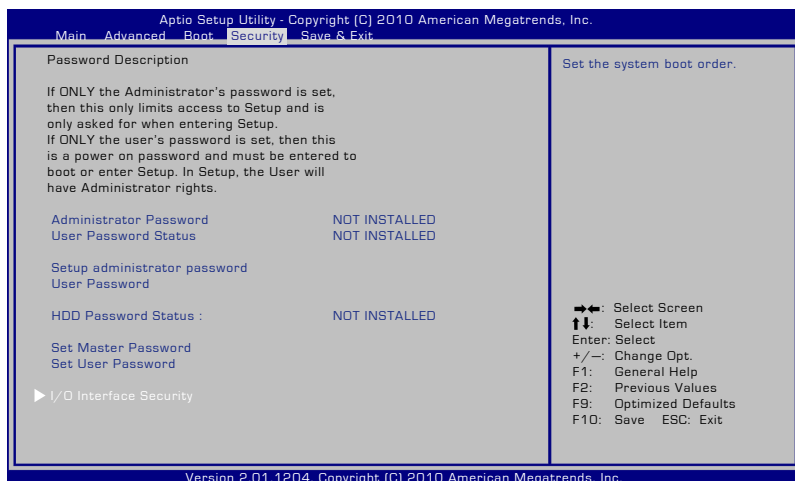 Aptio Setup Utility - Copyright (C) 2010 American Megatrends, Inc.
Main Advanced Boot Security Save & Exit
Password Description
If ONLY the Administrator's password is set,
then this only limits access to Setup and is
only asked for when entering Setup.
If ONLY the user's password is set, then this
is a power on password and must be entered to
boot or enter Setup. In Setup, the User will
have Administrator rights.
Administrator Password NOT INSTALLED
User Password Status NOT INSTALLED
Setup administrator password
User Password
HDD Password Status : NOT INSTALLED
Set Master Password
Set User Password
I/O Interface Security
Set the system boot order.
→←: Select Screen
↑↓: Select Item
Enter: Select
+/—: Change Opt.
F1: General Help
F2: Previous Values
F9: Optimized Defaults
F10: Save ESC: Exit
Version 2.01.1204. Copyright (C) 2010 American Megatrends, Inc.